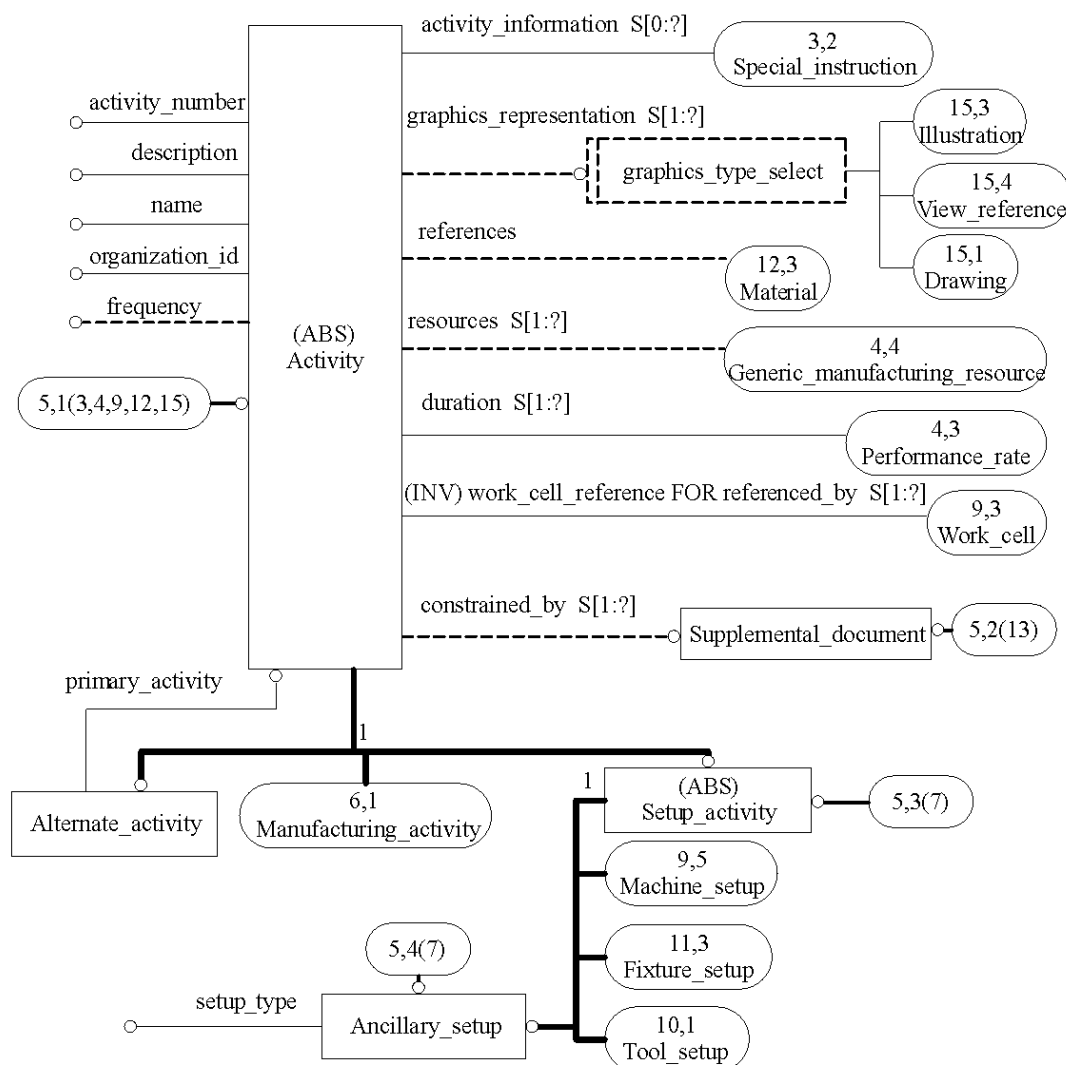 activity_information S[0:?]
3,2
Special_instruction
activity_number
graphics_representation S[1:?]
15,3
Illustration
description
graphics_type_select
15,4
View_reference
name
references
organization_id
15,1
Drawing
12,3
Material
frequency
(ABS)
Activity
resources S[1:?]
4,4
Generic_manufacturing_resource
5,1(3,4,9,12,15)
duration S[1:?]
4,3
Performance_rate
(INV) work_cell_reference FOR referenced_by S[1:?]
9,3
Work_cell
constrained_by S[1:?]
Supplemental_document
5,2(13)
primary_activity
1
Alternate_activity
6,1
Manufacturing_activity
1
(ABS)
Setup_activity
5,3(7)
9,5
Machine_setup
5,4(7)
11,3
Fixture_setup
setup_type
Ancillary_setup
10,1
Tool_setup